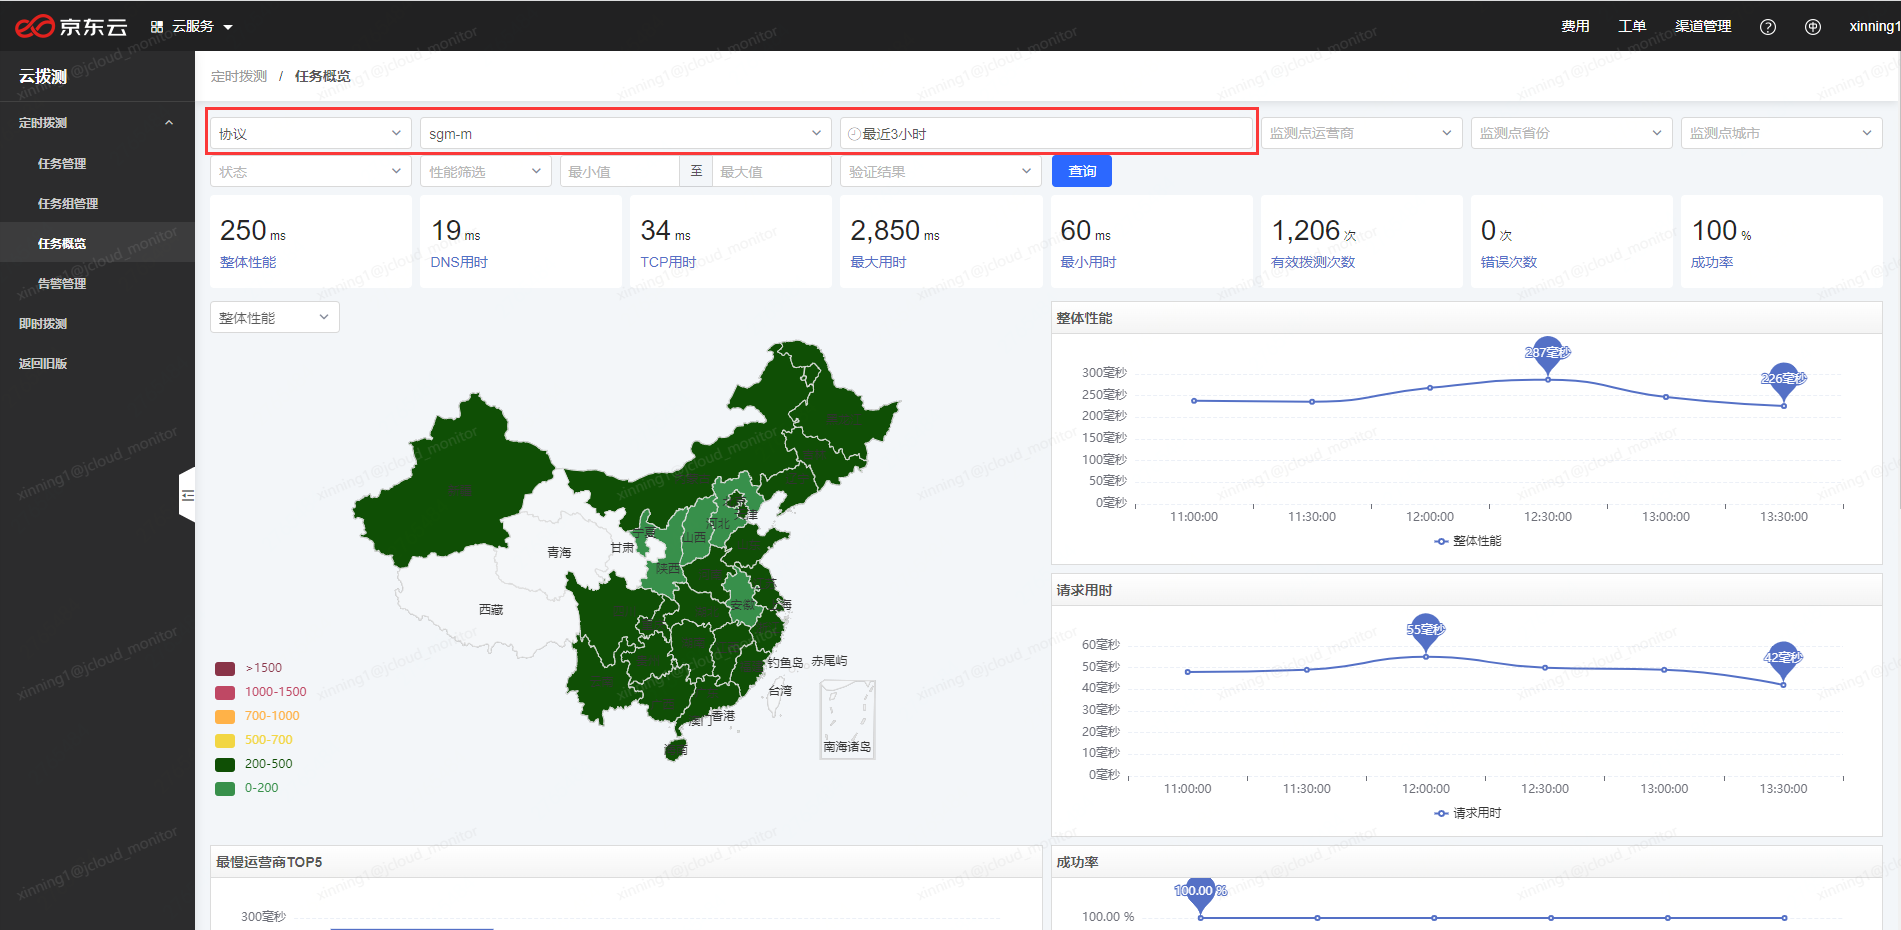 京东云
云服务
费用
工单
渠道管理
xinning1
云拨测
定时拨测
任务管理
任务组管理
任务概览
告警管理
即时拨测
返回旧版
定时拨测 / 任务概览
协议
sgm-m
最近3小时
监测点运营商
监测点省份
监测点城市
状态
性能筛选
最小值
至
最大值
验证结果
查询
250 ms
整体性能
19 ms
DNS用时
34 ms
TCP用时
2,850 ms
最大用时
60 ms
最小用时
1,206 次
有效拨测次数
0 次
错误次数
100 %
成功率
整体性能
河北
宁夏
山西
甘肃
青海
陕西
西藏
安徽
钓鱼岛
赤尾屿
台湾
香港
澳门
南海诸岛
>1500
1000-1500
700-1000
500-700
200-500
0-200
整体性能
287毫秒
226毫秒
300毫秒
250毫秒
200毫秒
150毫秒
100毫秒
50毫秒
0毫秒
11:00:00
11:30:00
12:00:00
12:30:00
13:00:00
13:30:00
整体性能
请求用时
55毫秒
42毫秒
60毫秒
50毫秒
40毫秒
30毫秒
20毫秒
10毫秒
0毫秒
11:00:00
11:30:00
12:00:00
12:30:00
13:00:00
13:30:00
请求用时
最慢运营商TOP5
300毫秒
成功率
100.00 %
100.00 %
xinning1@jcloud_monitor